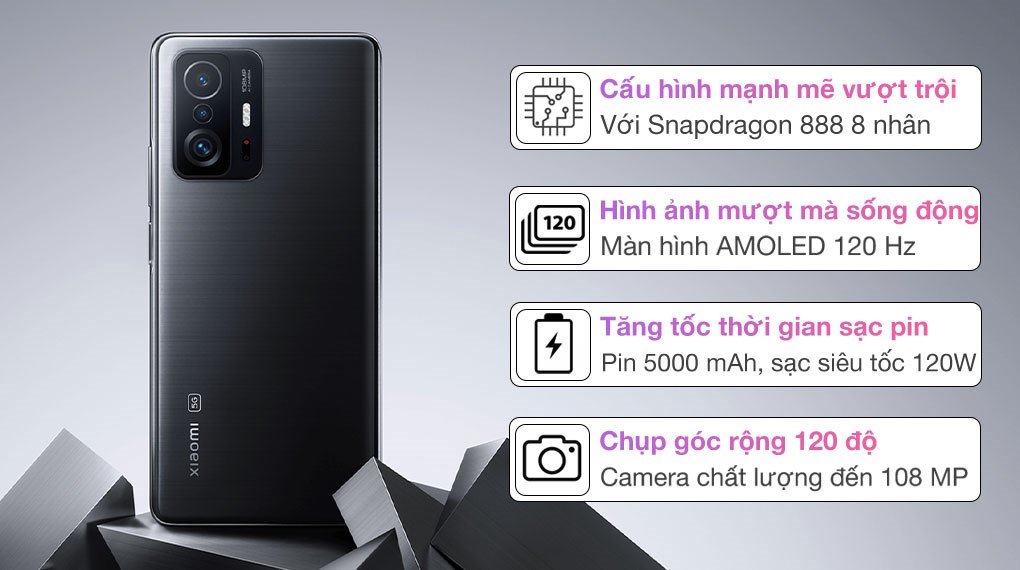 108MP
Cấu hình mạnh mẽ vượt trội
Với Snapdragon 888 8 nhân
120
Hình ảnh mượt mà sống động
Màn hình AMOLED 120 Hz
Tăng tốc thời gian sạc pin
Pin 5000 mAh, sạc siêu tốc 120W
Chụp góc rộng 120 độ
Camera chất lượng đến 108 MP
xiaomi 5G